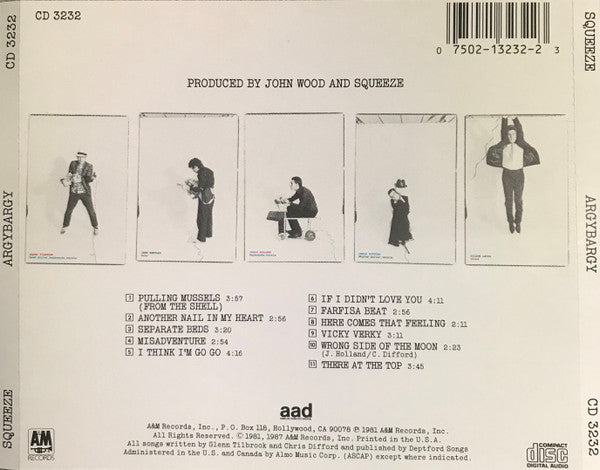 CD 3232
CD 3232
SQUEEZE
0 7502-13232-2 3
PRODUCED BY JOHN WOOD AND SQUEEZE
ARGYBARGY
ARGYBARGY
1 PULLING MUSSELS 3:57
(FROM THE SHELL)
2 ANOTHER NAIL IN MY HEART 2:56
3 SEPARATE BEDS 3:20
4 MISADVENTURE 2:54
5 I THINK I'M GO GO 4:16
6 IF I DIDN'T LOVE YOU 4:11
7 FARFISA BEAT 2:56
8 HERE COMES THAT FEELING 2:11
9 VICKY VERKY 3:11
10 WRONG SIDE OF THE MOON 2:23
(J. Holland/C. Difford)
11 THERE AT THE TOP 3:45
SQUEEZE
CD 3232
A&M
RECORDS
aad
A&M Records, Inc., P.O. Box 118, Hollywood, CA 90078 ℗ 1981 A&M Records, Inc.
All Rights Reserved. © 1981, 1987 A&M Records, Inc. Printed in the U.S.A.
All songs written by Glenn Tilbrook and Chris Difford and published by Deptford Songs
Administered in the U.S. and Canada by Almo Music Corp. (ASCAP) except where indicated.
COMPACT
disc
DIGITAL AUDIO